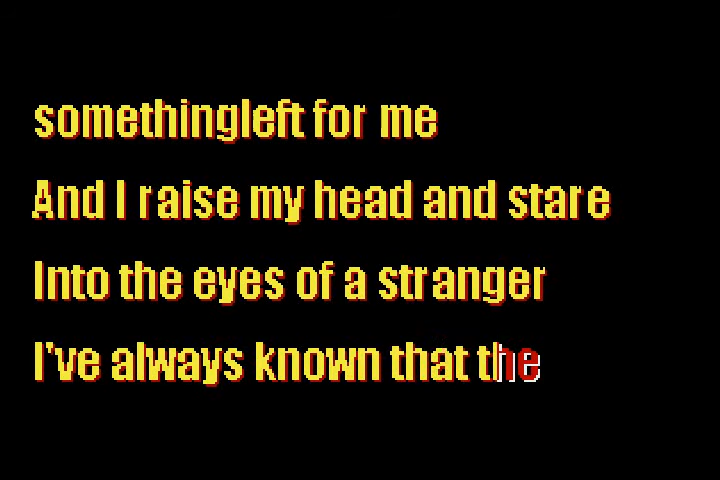 somethingleft for me
And I raise my head and stare
Into the eyes of a stranger
I've always known that the